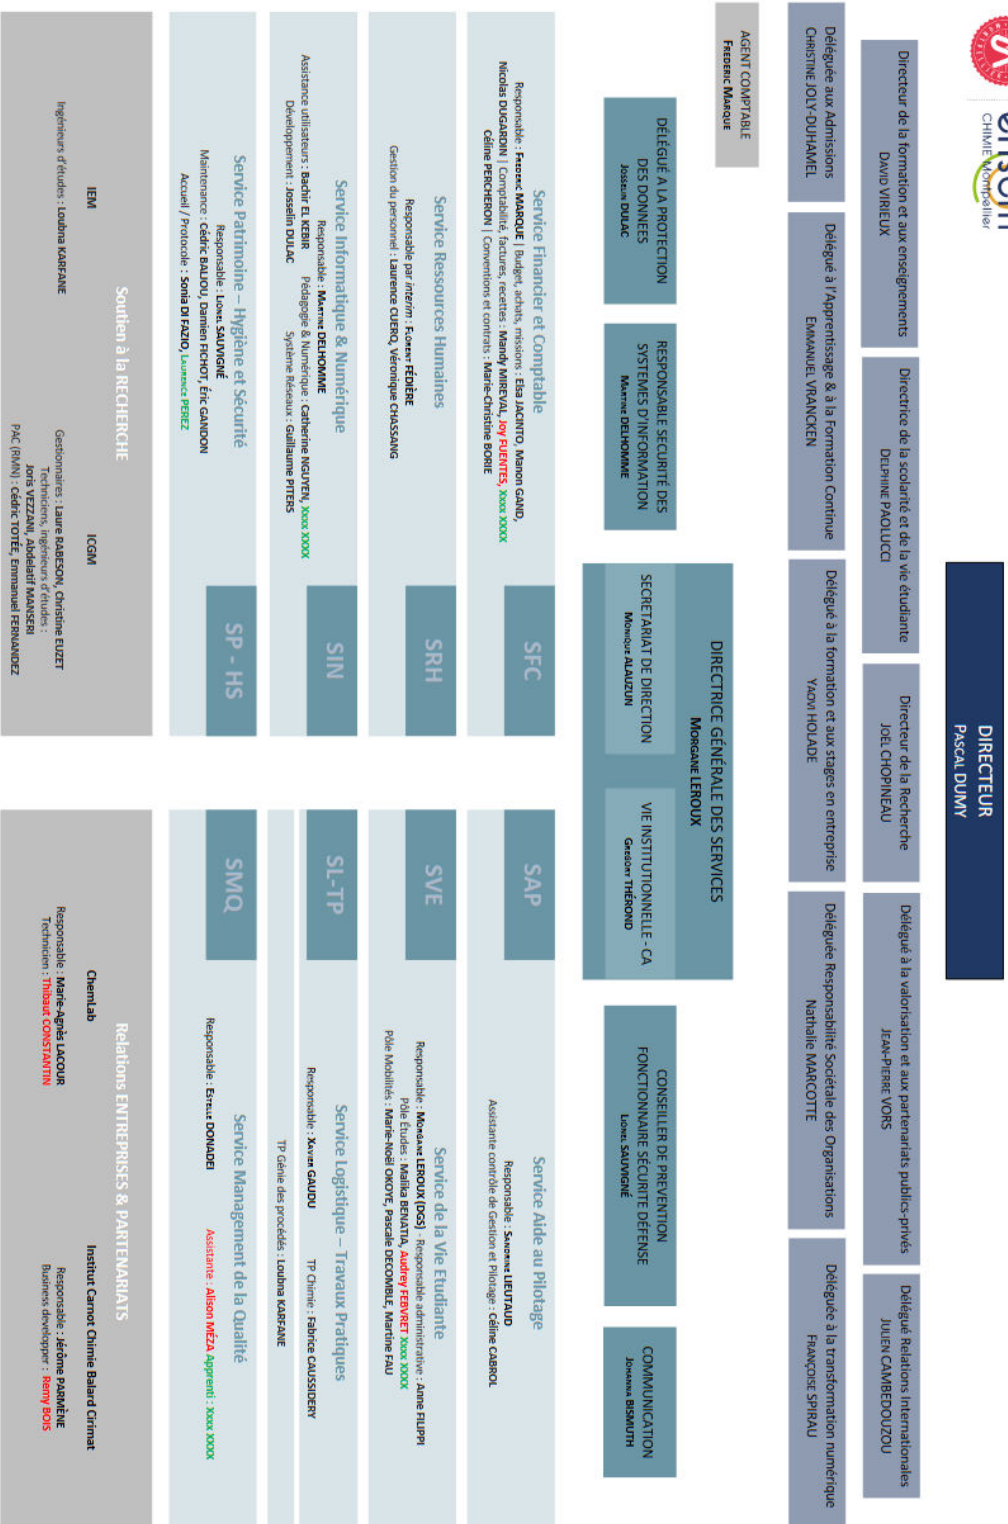 CHIMIE Montpellier
DIRECTEUR
PASCAL DUMY
Directeur de la formation et aux enseignements
DAVID VIRIEUX
Directrice de la scolarité et de la vie étudiante
DELPHINE PAOLUCCI
Directeur de la Recherche
JOËL CHOPINEAU
Délégué à la valorisation et aux partenariats publics-privés
JEAN-PIERRE VORS
Délégué Relations Internationales
JULIEN CAMBEDOUZOU
Déléguée aux Admissions
CHRISTINE JOLY-DUHAMEL
Délégué à l'Apprentissage & à la Formation Continue
EMMANUEL VRANCKEN
Délégué à la formation et aux stages en entreprise
YAOVI HOLADE
Déléguée Responsabilité Sociétale des Organisations
Nathalie MARCOTTE
Déléguée à la transformation numérique
FRANÇOISE SPIRAU
AGENT COMPTABLE
FREDERIC MARQUE
DIRECTRICE GÉNÉRALE DES SERVICES
MORGANE LEROUX
SECRETARIAT DE DIRECTION
MONIQUE ALAUZUN
VIE INSTITUTIONNELLE - CA
GREGORY THÉROND
DÉLÉGUÉ A LA PROTECTION
DES DONNEES
JOSSELIN DULAC
RESPONSABLE SECURITÉ DES
SYSTEMES D'INFORMATION
MARTINE DELHOMME
CONSEILLER DE PREVENTION
FONCTIONNAIRE SÉCURITÉ DÉFENSE
LIONEL SAUVIGNÉ
COMMUNICATION
JOHANNA BISMUTH
Service Financier et Comptable
Responsable : FREDERIC MARQUE | Budget, achats, missions : Elsa JACINTO, Manon GAND,
Nicolas DUGARDIN | Comptabilité, factures, recettes : Mandy MIREVAL, Joy FUENTES, Xxxx XXXX
Céline PERCHERON | Conventions et contrats : Marie-Christine BORIE
SFC
SAP
Service Aide au Pilotage
Responsable : SANDRINE LIEUTAUD
Assistante contrôle de Gestion et Pilotage : Céline CABROL
Service Ressources Humaines
Responsable par interim : FLORENT FÉDIÈRE
Gestion du personnel : Laurence CUERQ, Véronique CHASSANG
SRH
SVE
Service de la Vie Etudiante
Responsable : MORGANE LEROUX (DGS) - Responsable administrative : Anne FILIPPI
Pôle Études : Malika BENATIA, Audrey FEBVRET Xxxx XXXX
Pôle Mobilités : Marie-Noël OKOYE, Pascale DECOMBLE, Martine FAU
Service Informatique & Numérique
Responsable : MARTINE DELHOMME
Assistance utilisateurs : Bachir EL KEBIR Pédagogie & Numérique : Catherine NGUYEN, Xxxx XXXX
Développement : Josselin DULAC Système Réseaux : Guillaume PITERS
SIN
SL-TP
Service Logistique – Travaux Pratiques
Responsable : XAVIER GAUDU TP Chimie : Fabrice CAUSSIDERY
TP Génie des procédés : Loubna KARFANE
Service Patrimoine – Hygiène et Sécurité
Responsable : LIONEL SAUVIGNÉ
Maintenance : Cédric BALIOU, Damien FICHOT, Éric GANDON
Accueil / Protocole : Sonia DI FAZIO, LAURENCE PEREZ
SP - HS
SMQ
Service Management de la Qualité
Responsable : ESTELLE DONADEI Assistante : Alison MÉZA Apprenti : Xxxx XXXX
Soutien à la RECHERCHE
IEM
Ingénieurs d'études : Loubna KARFANE
ICGM
Gestionnaires : Laure RABESON, Christine EUZET
Techniciens, ingénieurs d'études :
Joris VEZZANI, Abdelatif MANSERI
PAC (RMN) : Cédric TOTÉE, Emmanuel FERNANDEZ
Relations ENTREPRISES & PARTENARIATS
ChemLab
Responsable : Marie-Agnès LACOUR
Technicien : Thibaut CONSTANTIN
Institut Carnot Chimie Balard Cirimat
Responsable : Jérôme PARMÈNE
Business developper : Remy BOIS